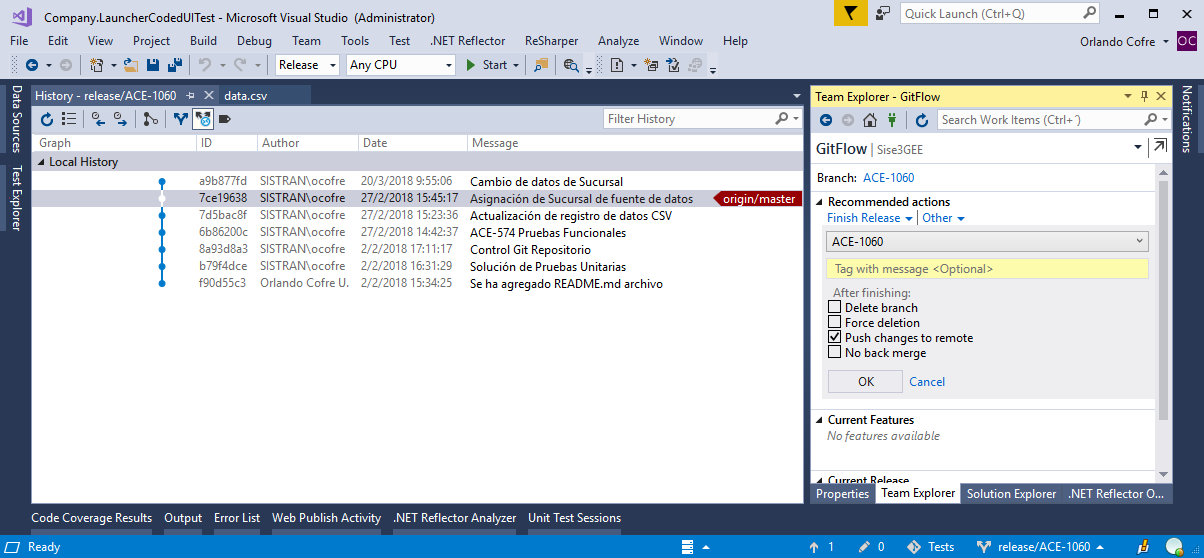 Company.LauncherCodedUITest - Microsoft Visual Studio (Administrator)
Quick Launch (Ctrl+Q)
File Edit View Project Build Debug Team Tools Test .NET Reflector ReSharper Analyze Window Help
Orlando Cofre OC
Release Any CPU Start
Data Sources
Test Explorer
History - release/ACE-1060 data.csv
Filter History
Graph ID Author Date Message
Local History
a9b877fd SISTRAN\ocofre 20/3/2018 9:55:06 Cambio de datos de Sucursal
7ce19638 SISTRAN\ocofre 27/2/2018 15:45:17 Asignación de Sucursal de fuente de datos origin/master
7d5bac8f SISTRAN\ocofre 27/2/2018 15:23:36 Actualización de registro de datos CSV
6b86200c SISTRAN\ocofre 27/2/2018 14:42:37 ACE-574 Pruebas Funcionales
8a93d8a3 SISTRAN\ocofre 2/2/2018 17:11:17 Control Git Repositorio
b79f4dce SISTRAN\ocofre 2/2/2018 16:31:29 Solución de Pruebas Unitarias
f90d55c3 Orlando Cofre U. 2/2/2018 15:34:25 Se ha agregado README.md archivo
Team Explorer - GitFlow
Search Work Items (Ctrl+´)
GitFlow | Sise3GEE
Branch: ACE-1060
Recommended actions
Finish Release Other
ACE-1060
Tag with message <Optional>
After finishing:
Delete branch
Force deletion
Push changes to remote
No back merge
OK Cancel
Current Features
No features available
Current Release
Properties Team Explorer Solution Explorer .NET Reflector O...
Notifications
Code Coverage Results Output Error List Web Publish Activity .NET Reflector Analyzer Unit Test Sessions
Ready 1 0 Tests release/ACE-1060